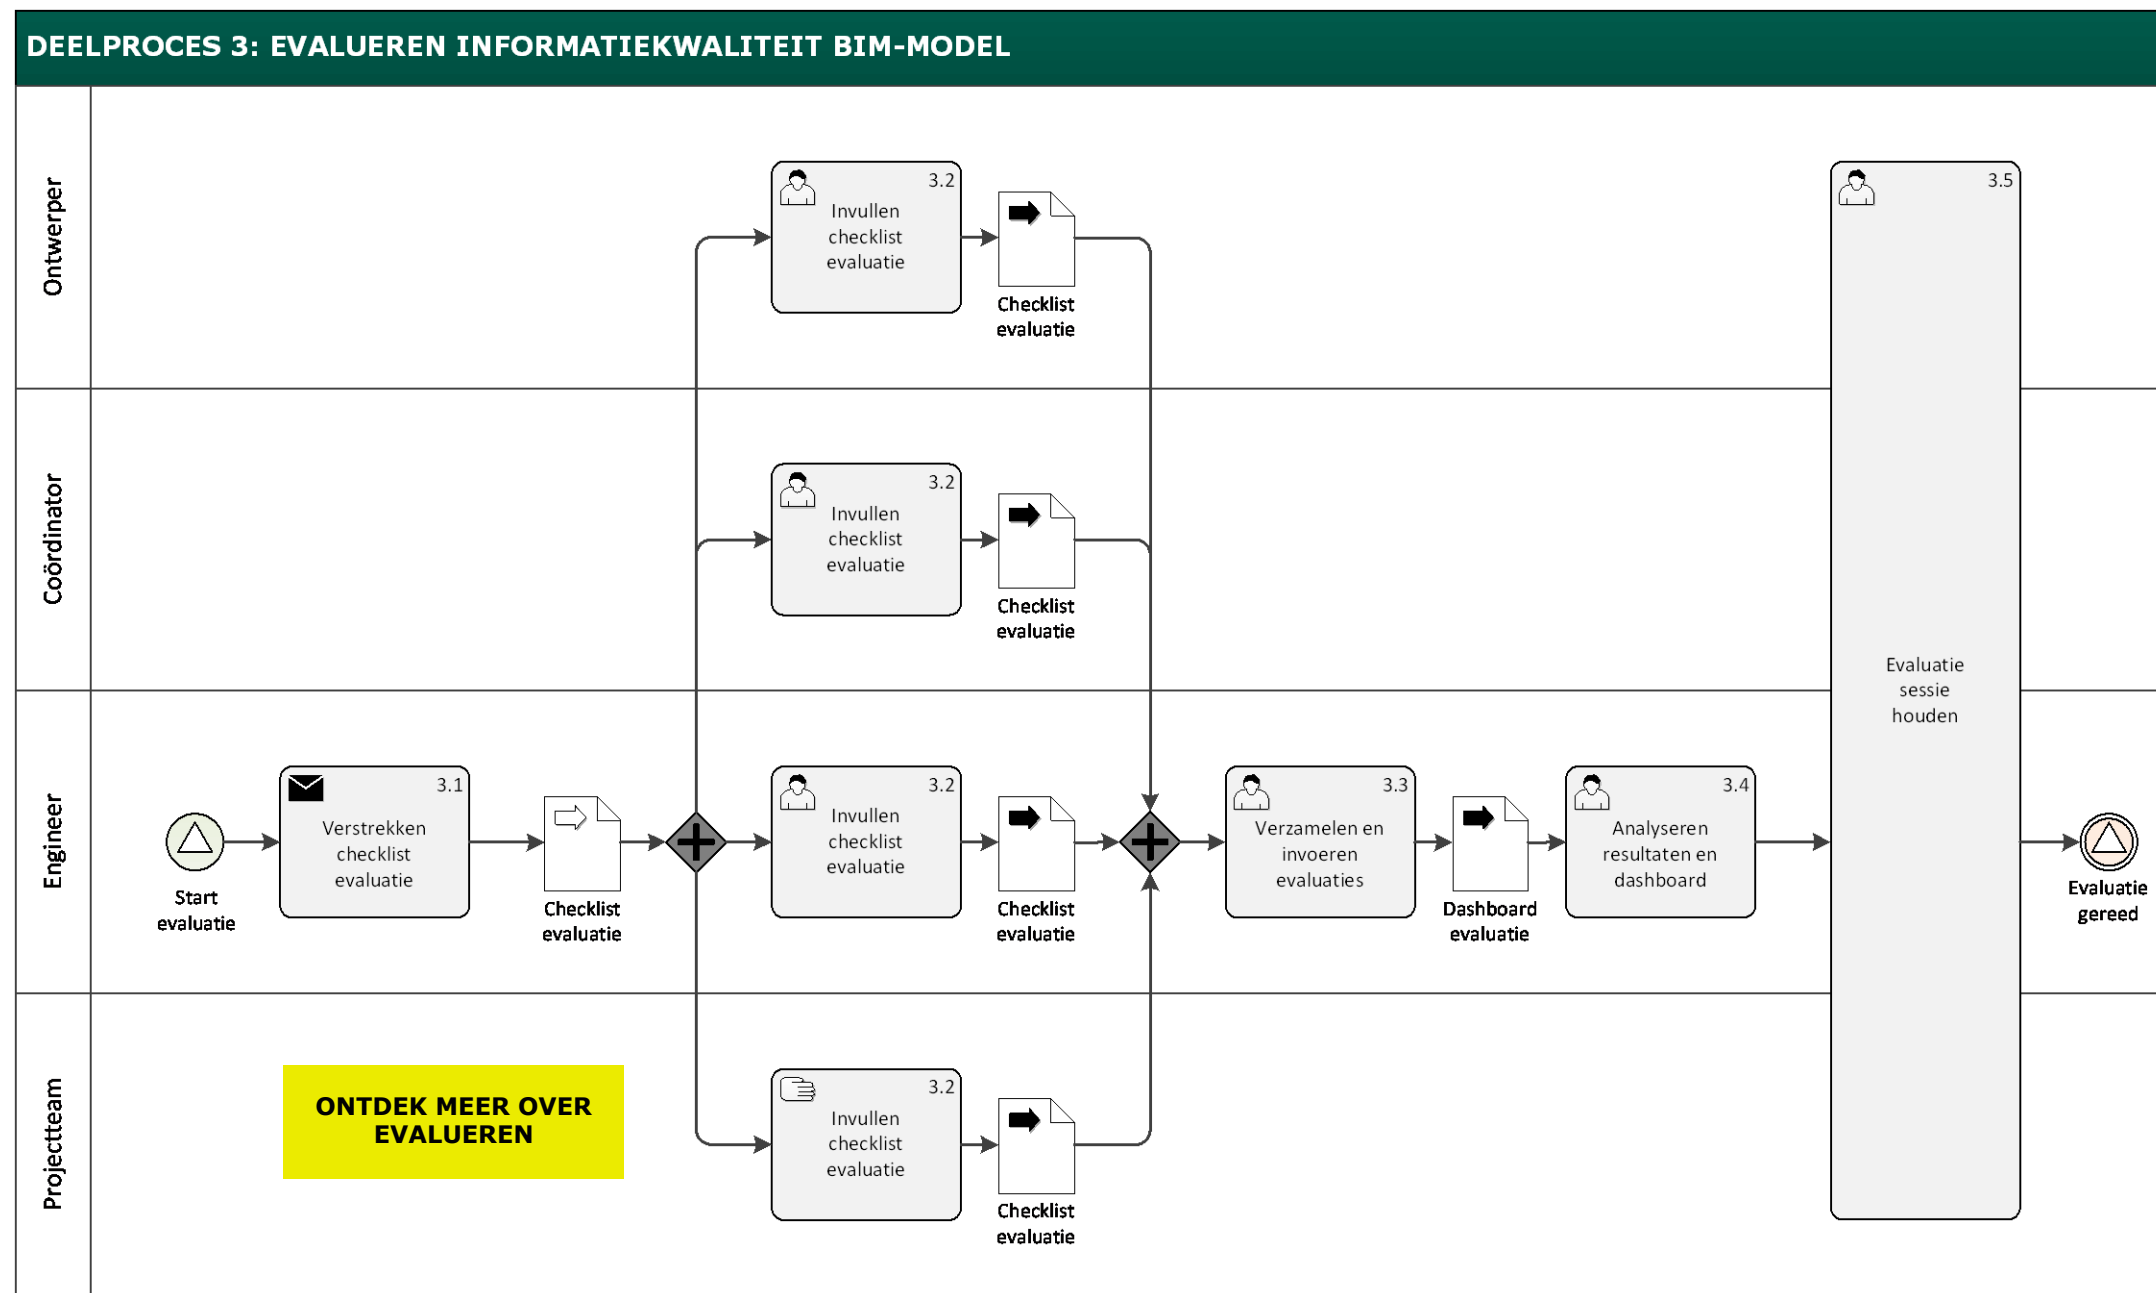 DEELPROCES 3: EVALUEREN INFORMATIEKWALITEIT BIM-MODEL
Ontwerper
3.2
Invullen
checklist
evaluatie
Checklist
evaluatie
Coördinator
3.2
Invullen
checklist
evaluatie
Checklist
evaluatie
Engineer
Start
evaluatie
3.1
Verstrekken
checklist
evaluatie
Checklist
evaluatie
3.2
Invullen
checklist
evaluatie
Checklist
evaluatie
3.3
Verzamelen en
invoeren
evaluaties
Dashboard
evaluatie
3.4
Analyseren
resultaten en
dashboard
3.5
Evaluatie
sessie
houden
Evaluatie
gereed
Projectteam
ONTDEK MEER OVER
EVALUEREN
3.2
Invullen
checklist
evaluatie
Checklist
evaluatie